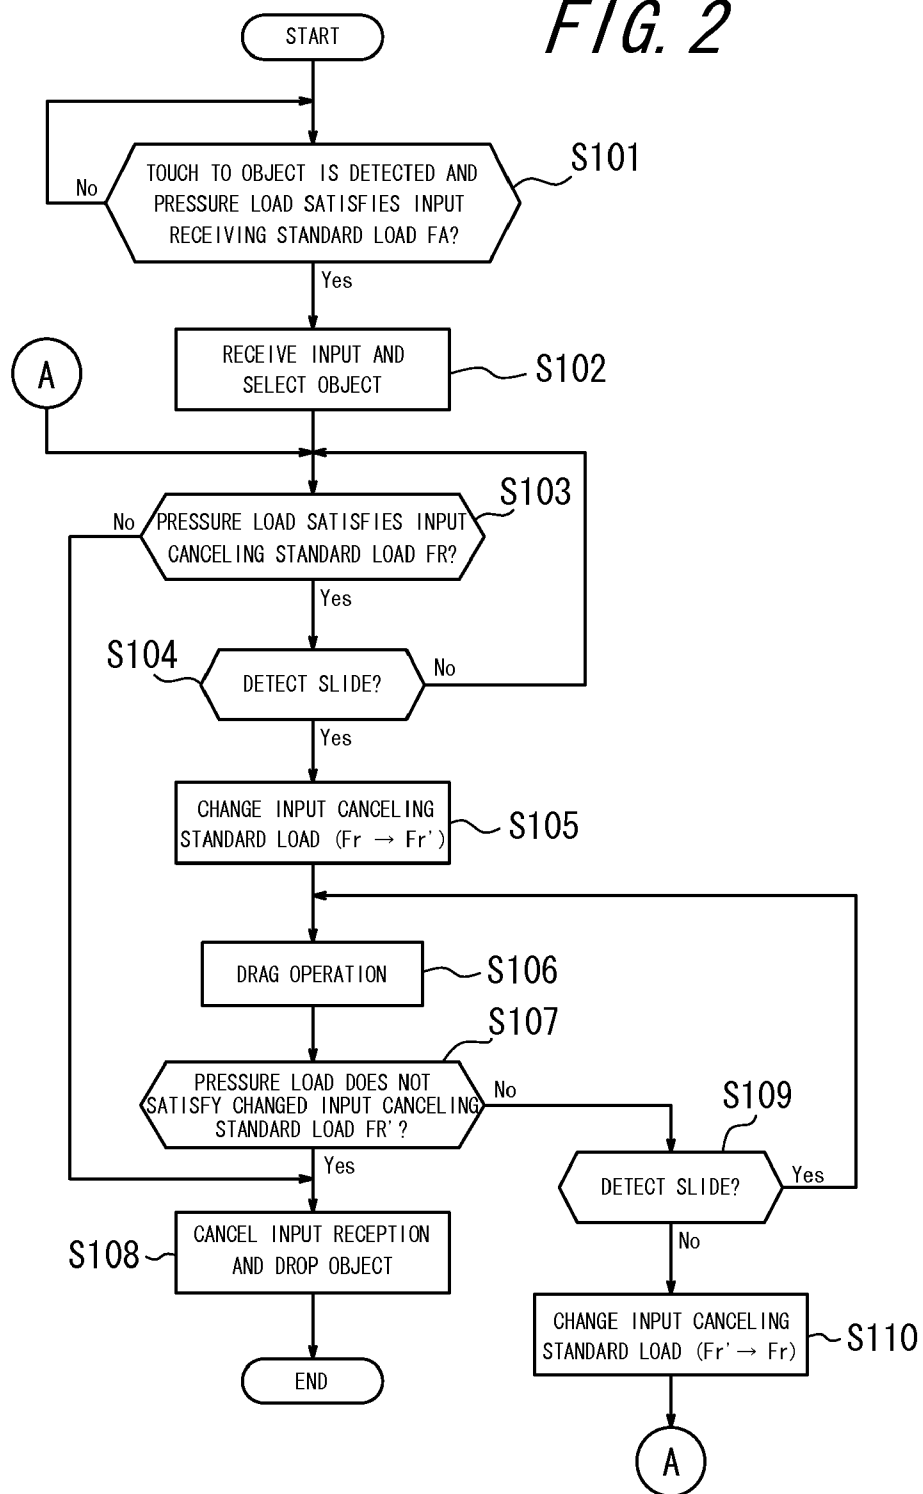 FIG. 2
START
S101
TOUCH TO OBJECT IS DETECTED AND
PRESSURE LOAD SATISFIES INPUT
RECEIVING STANDARD LOAD FA?
No
Yes
RECEIVE INPUT AND
SELECT OBJECT
S102
A
S103
PRESSURE LOAD SATISFIES INPUT
CANCELING STANDARD LOAD FR?
No
Yes
S104
DETECT SLIDE?
No
Yes
CHANGE INPUT CANCELING
STANDARD LOAD (Fr → Fr')
S105
DRAG OPERATION
S106
S107
PRESSURE LOAD DOES NOT
SATISFY CHANGED INPUT CANCELING
STANDARD LOAD FR'?
No
Yes
S109
DETECT SLIDE?
Yes
No
CANCEL INPUT RECEPTION
AND DROP OBJECT
S108
CHANGE INPUT CANCELING
STANDARD LOAD (Fr' → Fr)
S110
END
A